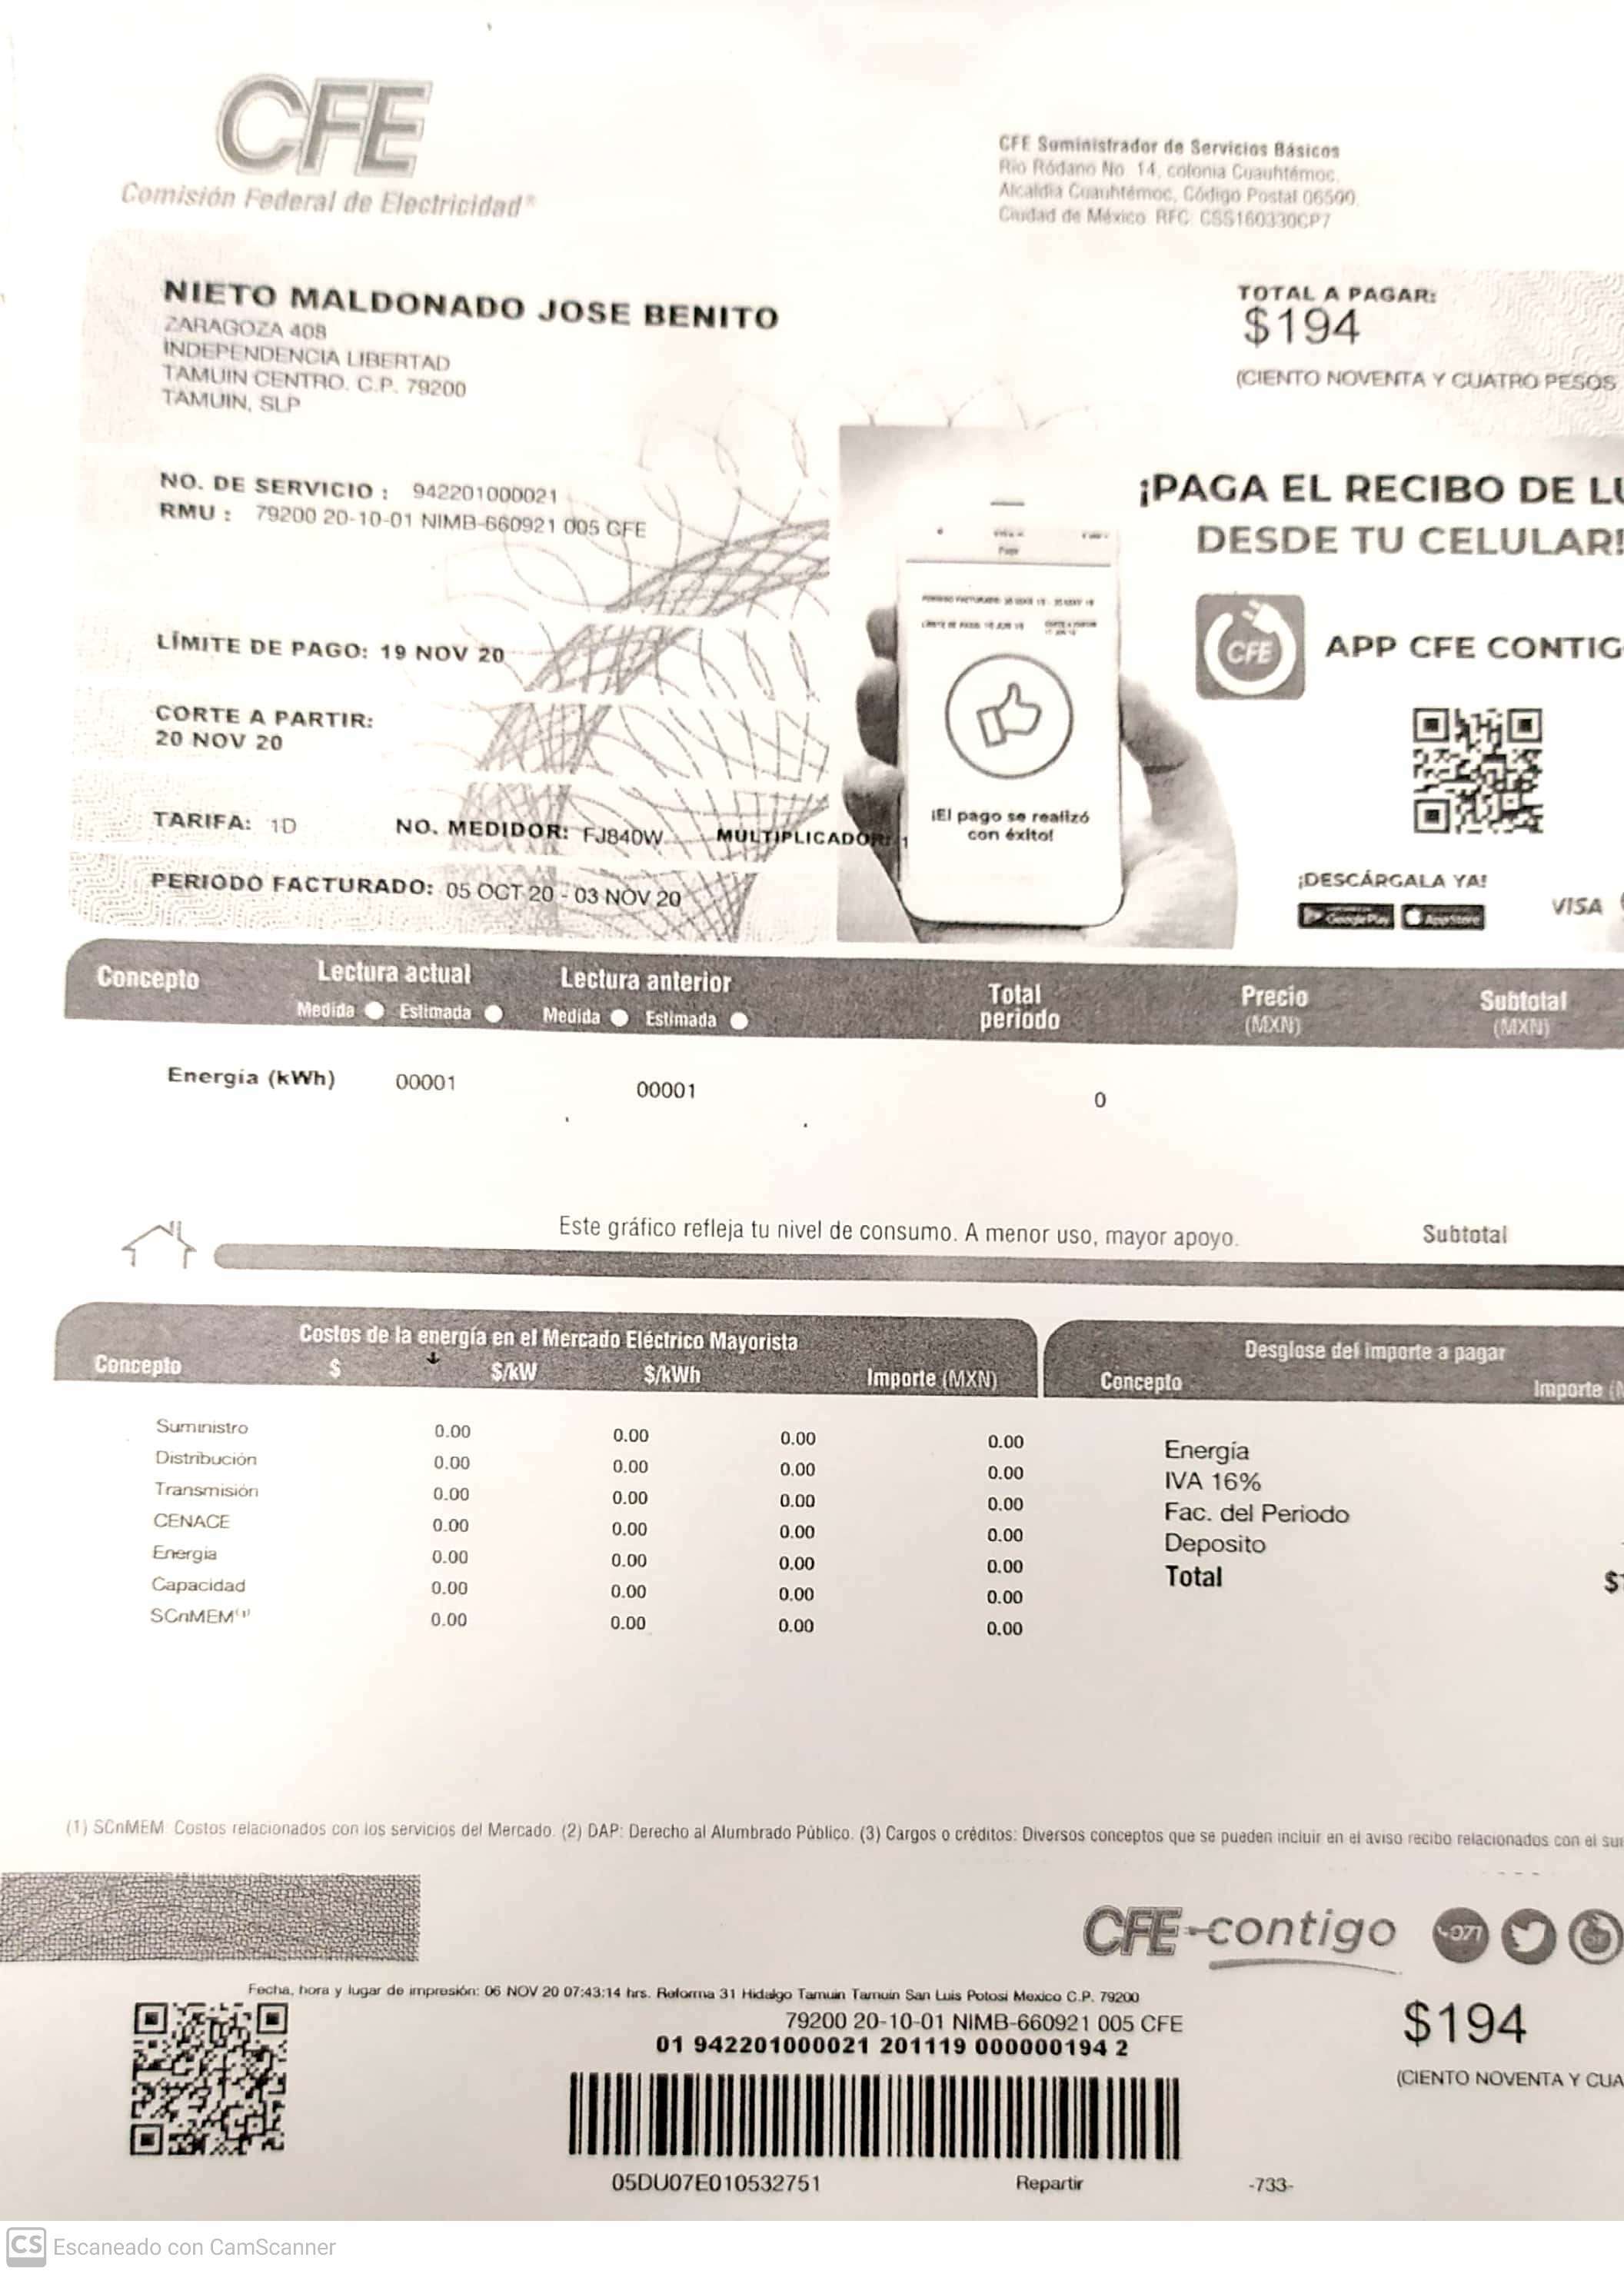 CFE
Comisión Federal de Electricidad®
CFE Suministrador de Servicios Básicos
Río Ródano No. 14, colonia Cuauhtémoc,
Alcaldía Cuauhtémoc, Código Postal 06500,
Ciudad de México. RFC: CSS160330CP7
NIETO MALDONADO JOSE BENITO
ZARAGOZA 408
INDEPENDENCIA LIBERTAD
TAMUIN CENTRO. C.P. 79200
TAMUIN, SLP
TOTAL A PAGAR:
$194
(CIENTO NOVENTA Y CUATRO PESOS
NO. DE SERVICIO : 942201000021
RMU : 79200 20-10-01 NIMB-660921 005 CFE
¡PAGA EL RECIBO DE LU
DESDE TU CELULAR!
CFE
APP CFE CONTIG
LÍMITE DE PAGO: 19 NOV 20
CORTE A PARTIR:
20 NOV 20
TARIFA: 1D NO. MEDIDOR: FJ840W MULTIPLICADOR: 1
PERIODO FACTURADO: 05 OCT 20 - 03 NOV 20
¡El pago se realizó
con éxito!
¡DESCÁRGALA YA!
Google Play App Store
VISA
Concepto Lectura actual Lectura anterior Total periodo Precio (MXN) Subtotal (MXN)
Medida Estimada Medida Estimada
Energía (kWh) 00001 00001 0
Este gráfico refleja tu nivel de consumo. A menor uso, mayor apoyo. Subtotal
Costos de la energía en el Mercado Eléctrico Mayorista
Concepto $ $/kW $/kWh Importe (MXN)
Suministro 0.00 0.00 0.00 0.00
Distribución 0.00 0.00 0.00 0.00
Transmisión 0.00 0.00 0.00 0.00
CENACE 0.00 0.00 0.00 0.00
Energía 0.00 0.00 0.00 0.00
Capacidad 0.00 0.00 0.00 0.00
SCnMEM(1) 0.00 0.00 0.00 0.00
Desglose del importe a pagar
Concepto Importe (M
Energía
IVA 16%
Fac. del Periodo
Deposito
Total $
(1) SCnMEM: Costos relacionados con los servicios del Mercado. (2) DAP: Derecho al Alumbrado Público. (3) Cargos o créditos: Diversos conceptos que se pueden incluir en el aviso recibo relacionados con el su
CFE contigo 071
Fecha, hora y lugar de impresión: 06 NOV 20 07:43:14 hrs. Reforma 31 Hidalgo Tamuin Tamuin San Luis Potosi Mexico C.P. 79200
79200 20-10-01 NIMB-660921 005 CFE
01 942201000021 201119 000000194 2
$194
(CIENTO NOVENTA Y CUA
05DU07E010532751 Repartir -733-
CS Escaneado con CamScanner